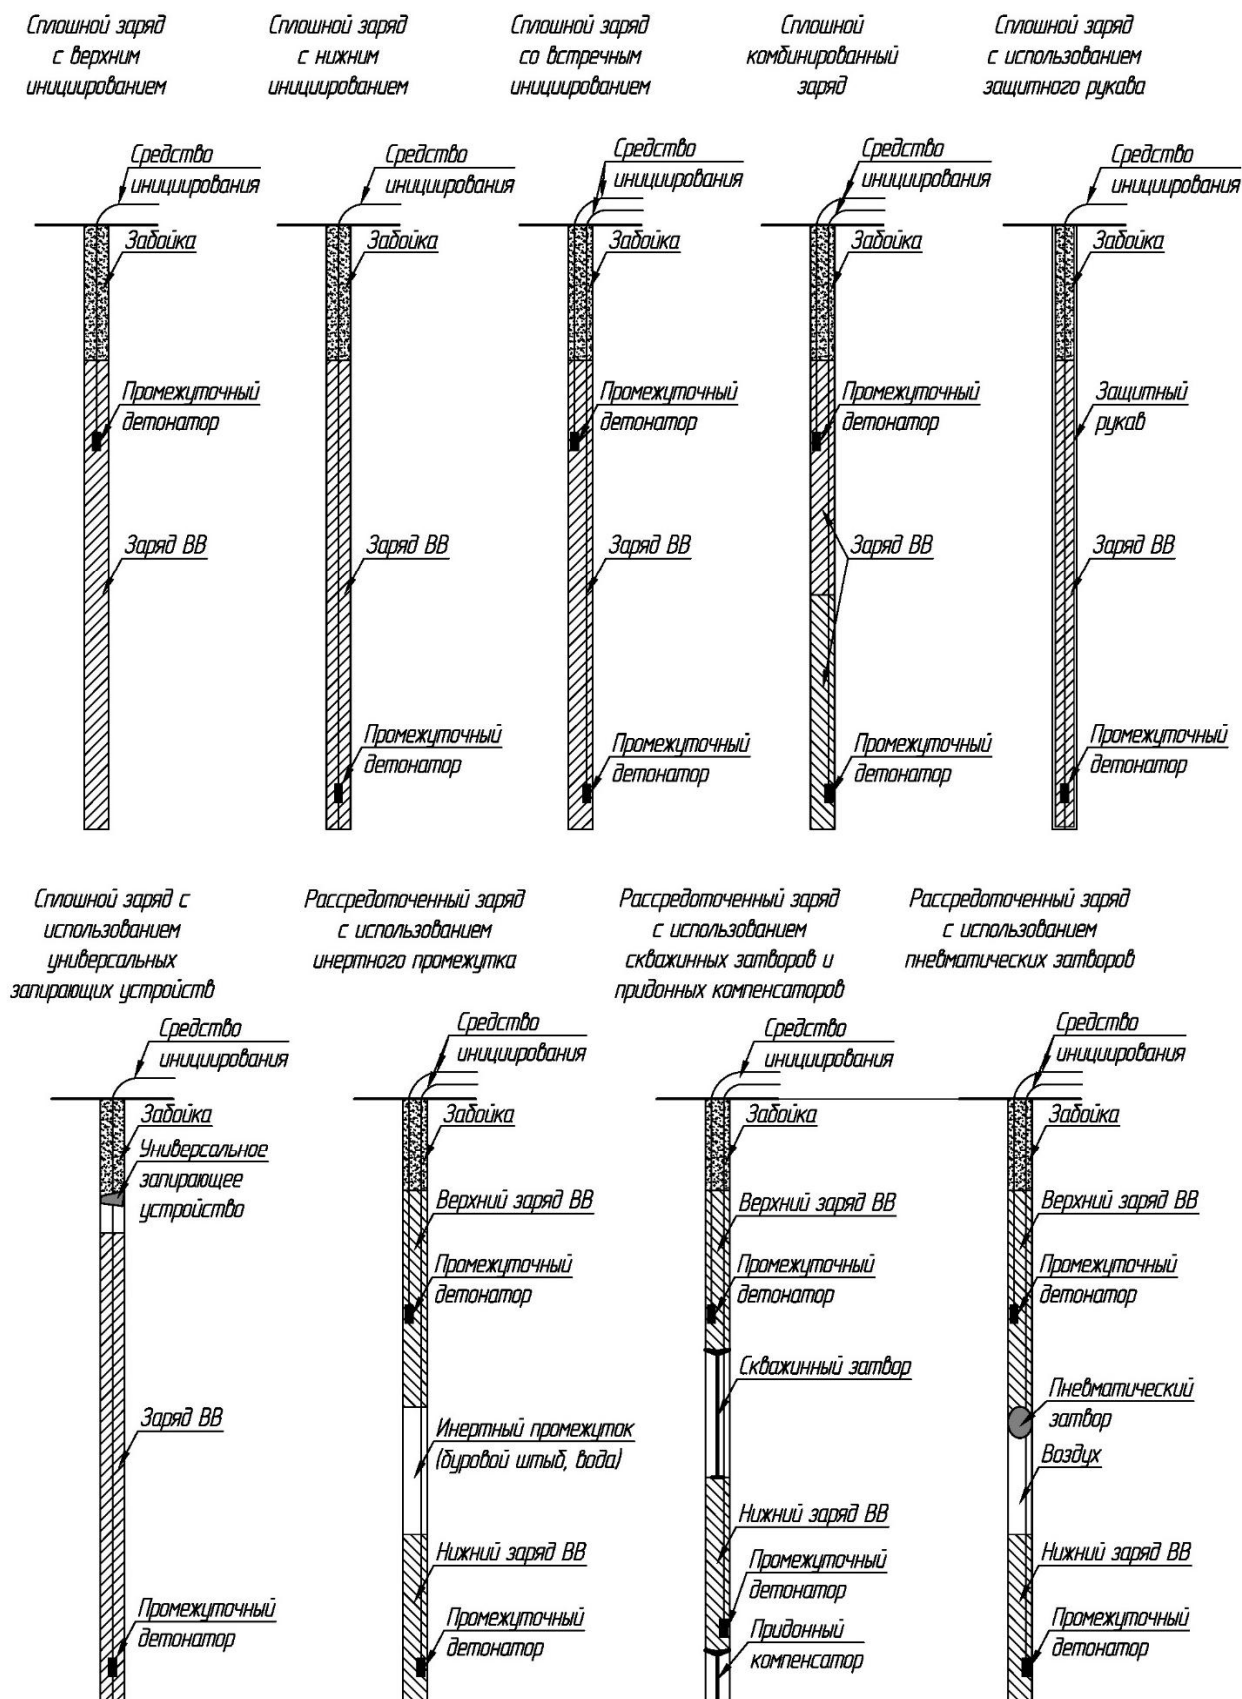 Сплошной заряд
с верхним
инициированием
Сплошной заряд
с нижним
инициированием
Сплошной заряд
со встречным
инициированием
Сплошной
комбинированный
заряд
Сплошной заряд
с использованием
защитного рукава
Средство
инициирования
Забойка
Промежуточный
детонатор
Заряд ВВ
Средство
инициирования
Забойка
Заряд ВВ
Промежуточный
детонатор
Средство
инициирования
Забойка
Промежуточный
детонатор
Заряд ВВ
Промежуточный
детонатор
Средство
инициирования
Забойка
Промежуточный
детонатор
Заряд ВВ
Промежуточный
детонатор
Средство
инициирования
Забойка
Защитный
рукав
Заряд ВВ
Промежуточный
детонатор
Сплошной заряд с
использованием
универсальных
запирающих устройств
Рассредоточенный заряд
с использованием
инертного промежутка
Рассредоточенный заряд
с использованием
скважинных затворов и
придонных компенсаторов
Рассредоточенный заряд
с использованием
пневматических затворов
Средство
инициирования
Забойка
Универсальное
запирающее
устройство
Заряд ВВ
Промежуточный
детонатор
Средство
инициирования
Забойка
Верхний заряд ВВ
Промежуточный
детонатор
Инертный промежуток
(буровой штыб, вода)
Нижний заряд ВВ
Промежуточный
детонатор
Средство
инициирования
Забойка
Верхний заряд ВВ
Промежуточный
детонатор
Скважинный затвор
Нижний заряд ВВ
Промежуточный
детонатор
Придонный
компенсатор
Средство
инициирования
Забойка
Верхний заряд ВВ
Промежуточный
детонатор
Пневматический
затвор
Воздух
Нижний заряд ВВ
Промежуточный
детонатор